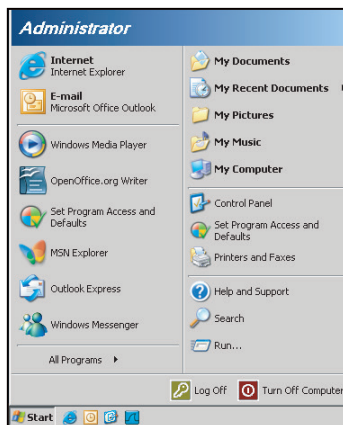 Administrator
Internet
Internet Explorer
E-mail
Microsoft Office Outlook
Windows Media Player
OpenOffice.org Writer
Set Program Access and
Defaults
MSN Explorer
Outlook Express
Windows Messenger
All Programs
My Documents
My Recent Documents
My Pictures
My Music
My Computer
Control Panel
Set Program Access and
Defaults
Printers and Faxes
Help and Support
Search
Run...
Log Off
Turn Off Computer
Start